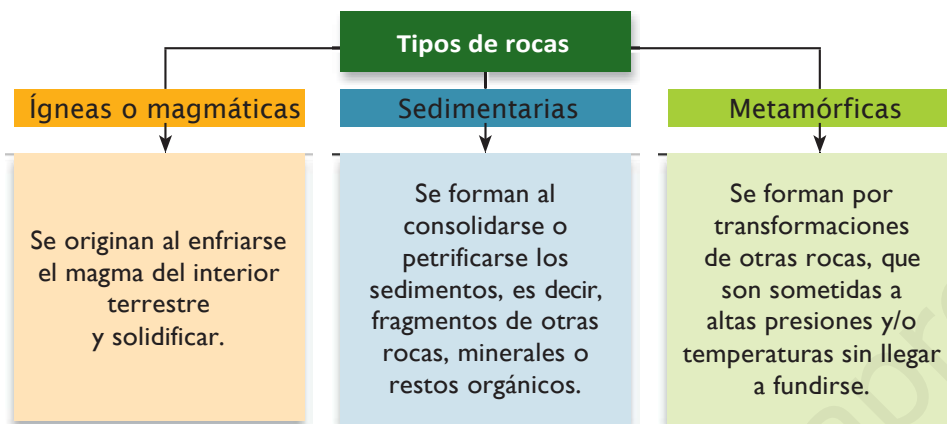 Tipos de rocas
Ígneas o magmáticas
Se originan al enfriarse
el magma del interior
terrestre
y solidificar.
Sedimentarias
Se forman al
consolidarse o
petrificarse los
sedimentos, es decir,
fragmentos de otras
rocas, minerales o
restos orgánicos.
Metamórficas
Se forman por
transformaciones
de otras rocas, que
son sometidas a
altas presiones y/o
temperaturas sin llegar
a fundirse.